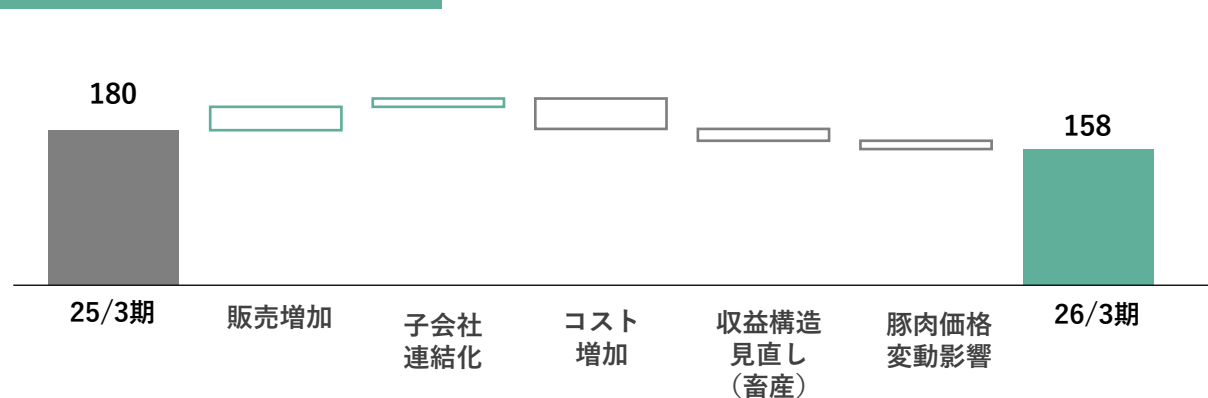 180
158
25/3期
販売増加
子会社
連結化
コスト
増加
収益構造
見直し
（畜産）
豚肉価格
変動影響
26/3期